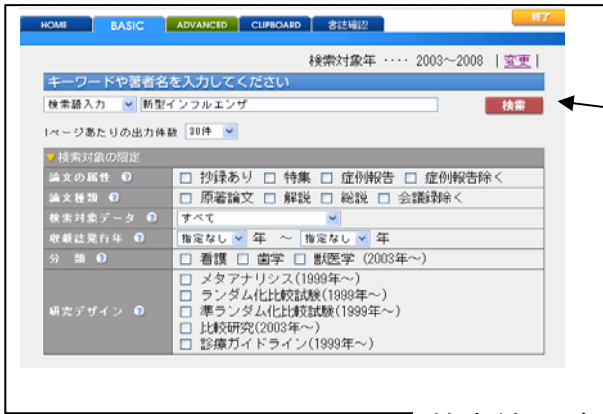 HOME BASIC ADVANCED CLIPBOARD 書誌確認 終了
検索対象年 ‥‥ 2003～2008 | 変更 |
キーワードや著者名を入力してください
検索語入力 新型インフルエンザ 検索
1ページあたりの出力件数 30件
▼検索対象の限定
論文の属性 ? □ 抄録あり □ 特集 □ 症例報告 □ 症例報告除く
論文種類 ? □ 原著論文 □ 解説 □ 総説 □ 会議録除く
検索対象データ ? すべて
収載誌発行年 ? 指定なし 年 ～ 指定なし 年
分 類 ? □ 看護 □ 歯学 □ 獣医学 (2003年～)
□ メタアナリシス(1999年～)
□ ランダム化比較試験(1999年～)
研究デザイン ? □ 準ランダム化比較試験(1999年～)
□ 比較研究(2003年～)
□ 診療ガイドライン(1999年～)